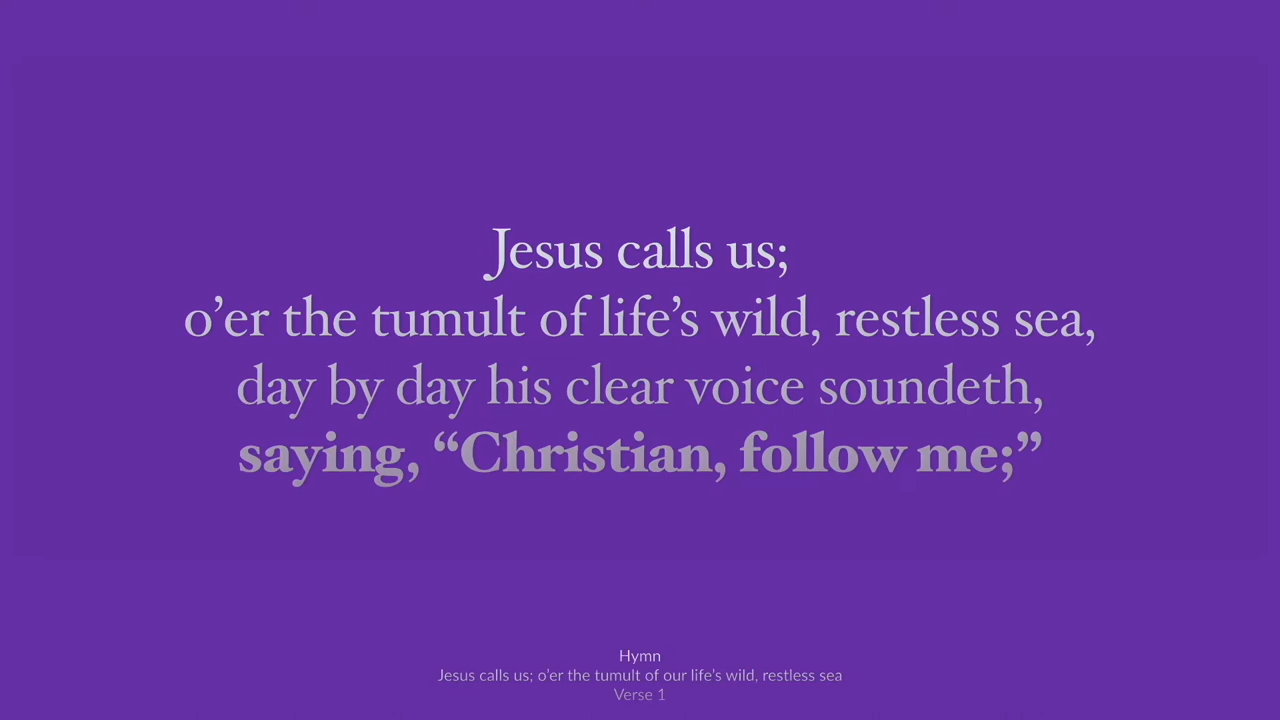 Jesus calls us;
o’er the tumult of life’s wild, restless sea,
day by day his clear voice soundeth,
saying, “Christian, follow me;”
Hymn
Jesus calls us; o'er the tumult of our life's wild, restless sea
Verse 1